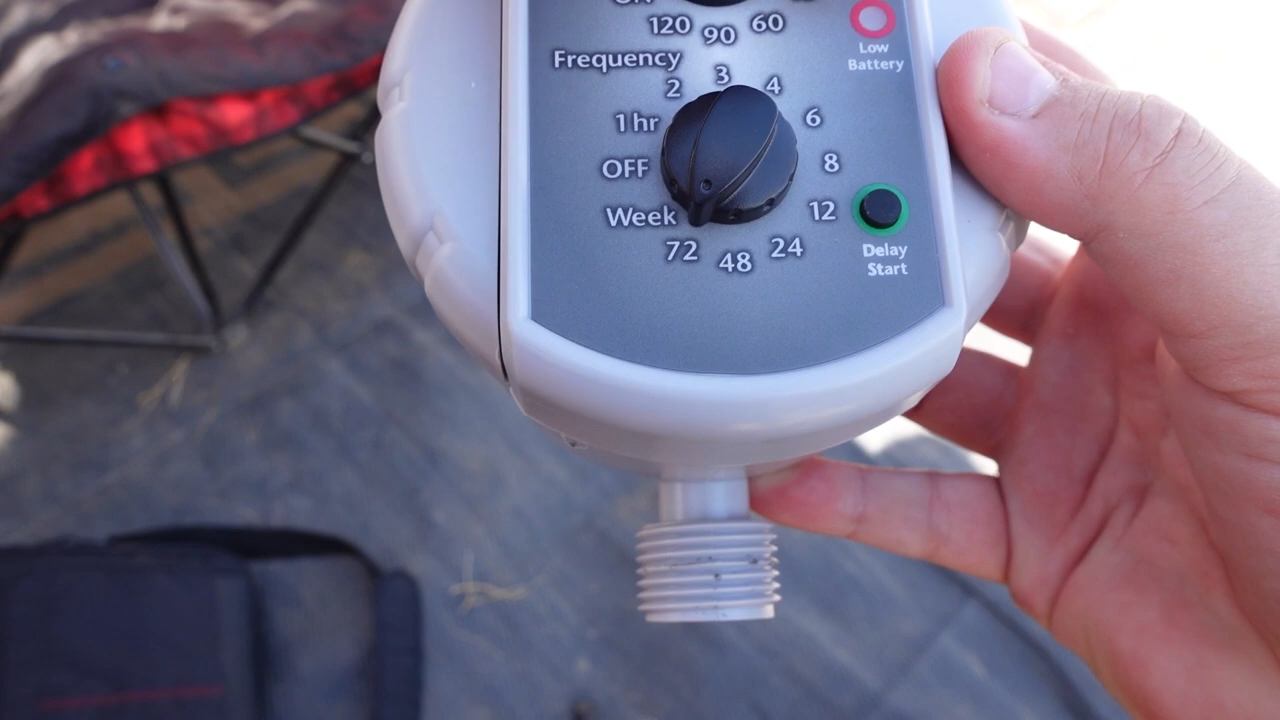 ON
120 90 60
Low
Battery
Frequency
2 3 4
1 hr 6
OFF 8
Week 12
72 48 24
Delay
Start